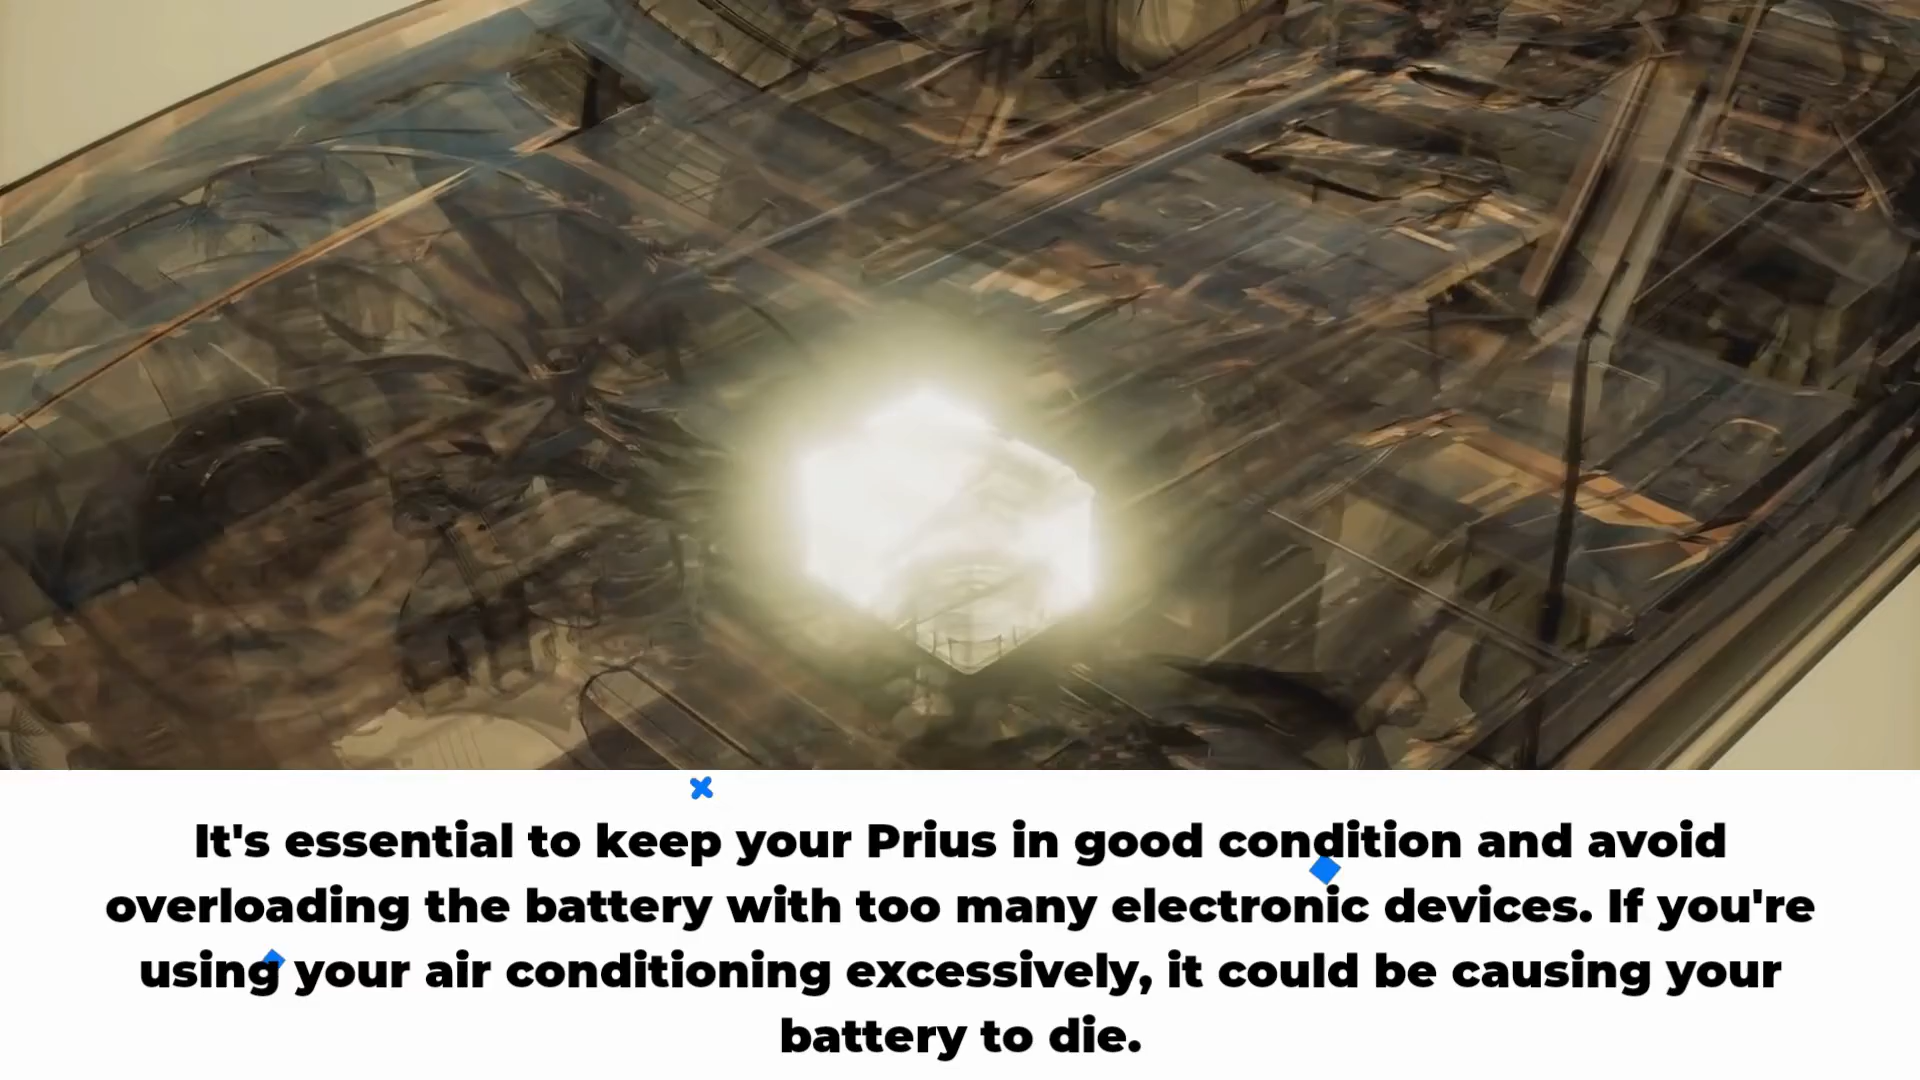 It's essential to keep your Prius in good condition and avoid
overloading the battery with too many electronic devices. If you're
using your air conditioning excessively, it could be causing your
battery to die.